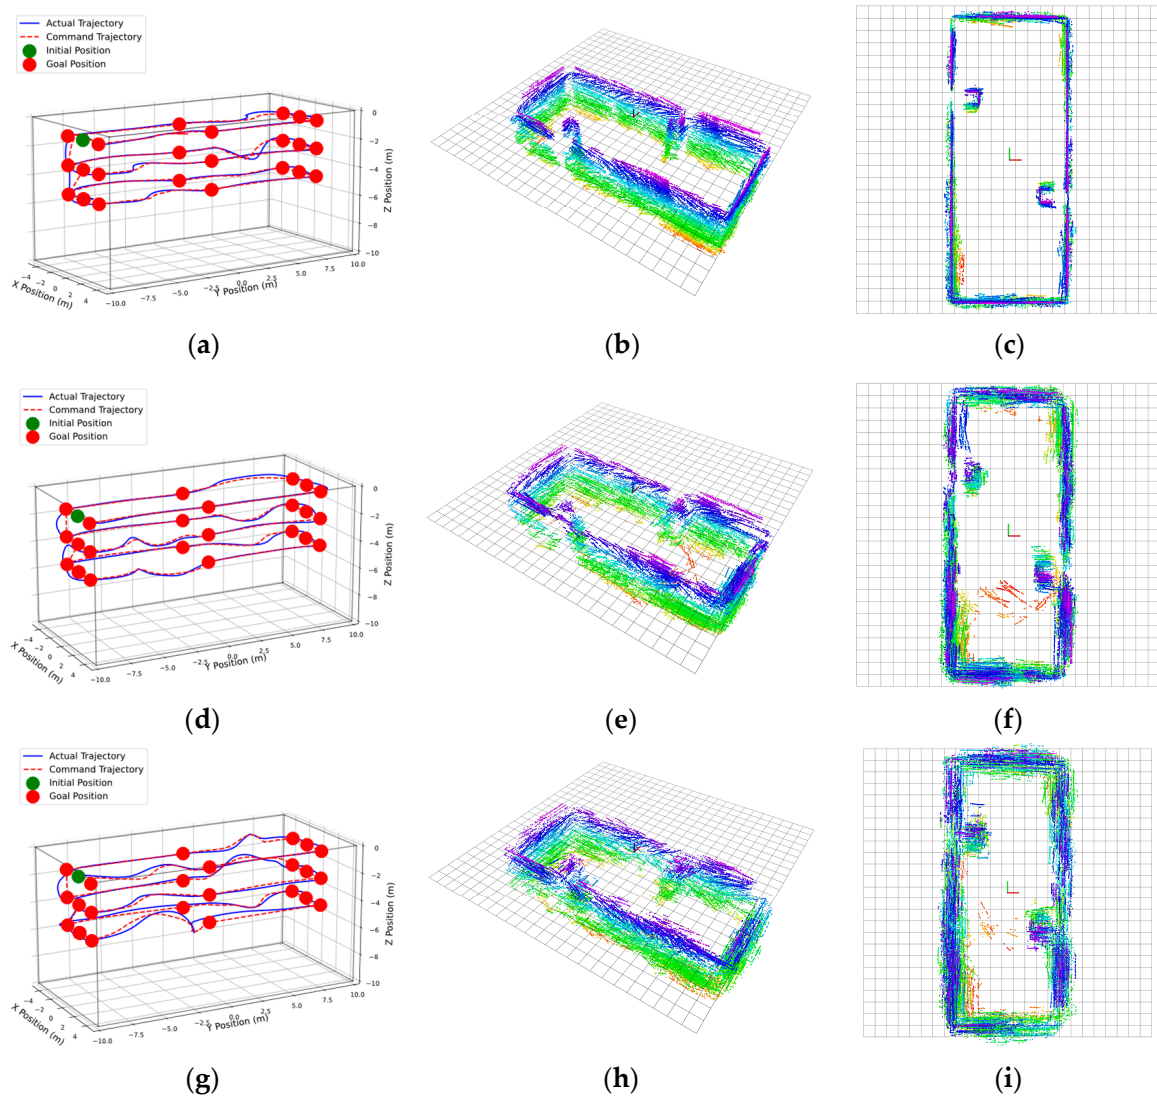 Actual Trajectory
Command Trajectory
Initial Position
Goal Position
0
−2
−4
−6
−8
−10
Z Position (m)
−4
−2
0
2
4
X Position (m)
−10.0
−7.5
−5.0
−2.5
0.0
2.5
5.0
7.5
10.0
Y Position (m)
(a)
(b)
(c)
Actual Trajectory
Command Trajectory
Initial Position
Goal Position
0
−2
−4
−6
−8
−10
Z Position (m)
−4
−2
0
2
4
X Position (m)
−10.0
−7.5
−5.0
−2.5
0.0
2.5
5.0
7.5
10.0
Y Position (m)
(d)
(e)
(f)
Actual Trajectory
Command Trajectory
Initial Position
Goal Position
0
−2
−4
−6
−8
−10
Z Position (m)
−4
−2
0
2
4
X Position (m)
−10.0
−7.5
−5.0
−2.5
0.0
2.5
5.0
7.5
10.0
Y Position (m)
(g)
(h)
(i)